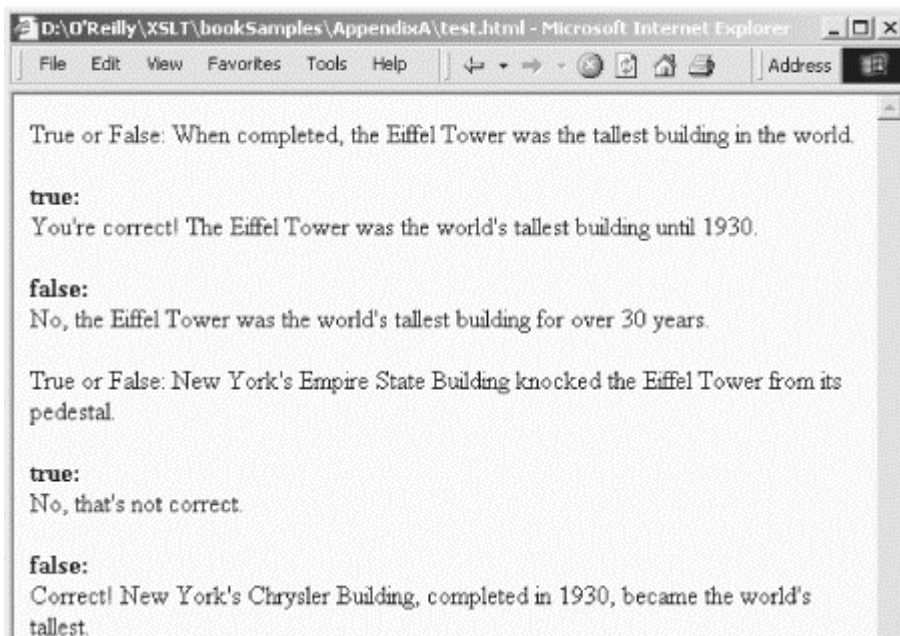 D:\O'Reilly\XSLT\bookSamples\AppendixA\test.html - Microsoft Internet Explorer
File Edit View Favorites Tools Help Address
True or False: When completed, the Eiffel Tower was the tallest building in the world.
true:
You're correct! The Eiffel Tower was the world's tallest building until 1930.
false:
No, the Eiffel Tower was the world's tallest building for over 30 years.
True or False: New York's Empire State Building knocked the Eiffel Tower from its
pedestal.
true:
No, that's not correct.
false:
Correct! New York's Chrysler Building, completed in 1930, became the world's
tallest.